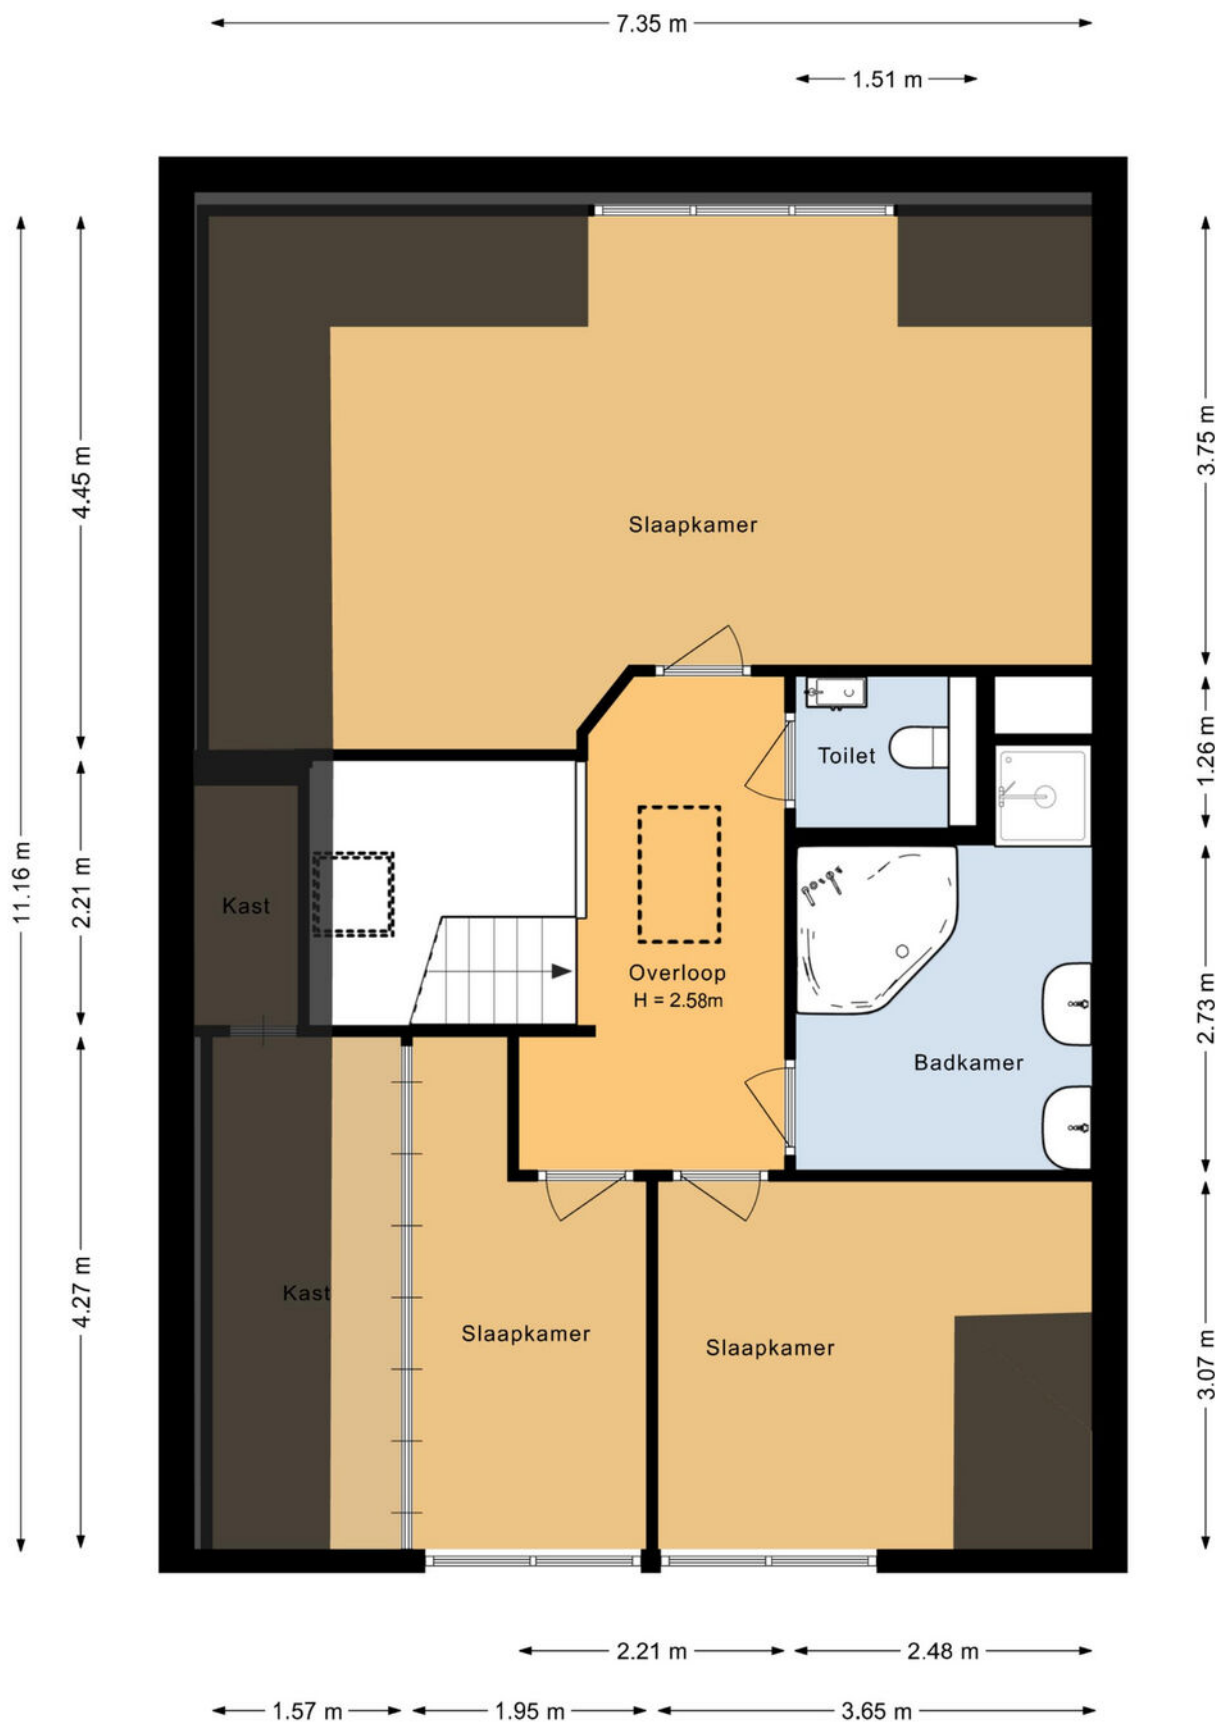 7.35 m
1.51 m
Slaapkamer
4.45 m
3.75 m
11.16 m
2.21 m
1.26 m
Toilet
Kast
Overloop
H = 2.58m
Badkamer
2.73 m
Kast
Slaapkamer
Slaapkamer
4.27 m
3.07 m
2.21 m
2.48 m
1.57 m
1.95 m
3.65 m